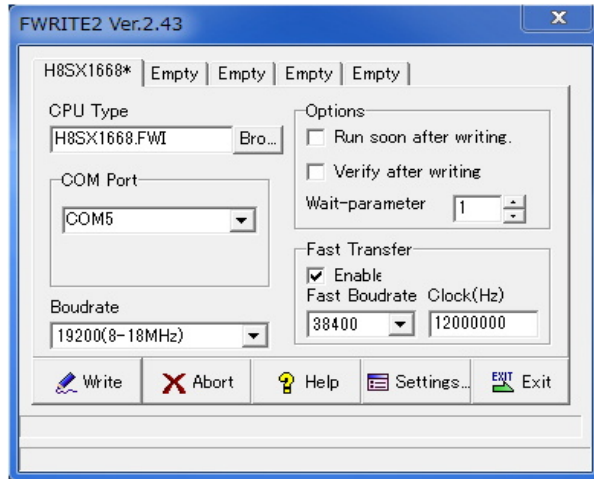 FWRITE2 Ver.2.43
X
H8SX1668* Empty Empty Empty Empty
CPU Type
H8SX1668.FWI Bro...
COM Port
COM5
Boudrate
19200(8-18MHz)
Options
Run soon after writing.
Verify after writing
Wait-parameter 1
Fast Transfer
Enable
Fast Boudrate Clock(Hz)
38400 12000000
Write Abort Help Settings... EXIT Exit